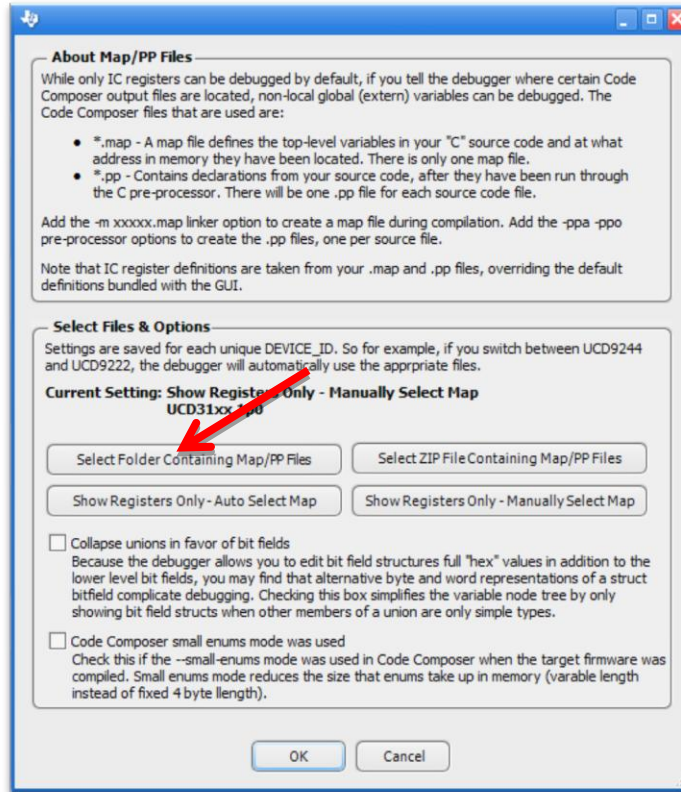 About Map/PP Files
While only IC registers can be debugged by default, if you tell the debugger where certain Code
Composer output files are located, non-local global (extern) variables can be debugged. The
Code Composer files that are used are:
• *.map - A map file defines the top-level variables in your "C" source code and at what
address in memory they have been located. There is only one map file.
• *.pp - Contains declarations from your source code, after they have been run through
the C pre-processor. There will be one .pp file for each source code file.
Add the -m xxxxx.map linker option to create a map file during compilation. Add the -ppa -ppo
pre-processor options to create the .pp files, one per source file.
Note that IC register definitions are taken from your .map and .pp files, overriding the default
definitions bundled with the GUI.
Select Files & Options
Settings are saved for each unique DEVICE_ID. So for example, if you switch between UCD9244
and UCD9222, the debugger will automatically use the apprpriate files.
Current Setting: Show Registers Only - Manually Select Map
UCD31xx 1p0
Select Folder Containing Map/PP Files
Select ZIP File Containing Map/PP Files
Show Registers Only - Auto Select Map
Show Registers Only - Manually Select Map
Collapse unions in favor of bit fields
Because the debugger allows you to edit bit field structures full "hex" values in addition to the
lower level bit fields, you may find that alternative byte and word representations of a struct
bitfield complicate debugging. Checking this box simplifies the variable node tree by only
showing bit field structs when other members of a union are only simple types.
Code Composer small enums mode was used
Check this if the --small-enums mode was used in Code Composer when the target firmware was
compiled. Small enums mode reduces the size that enums take up in memory (varable length
instead of fixed 4 byte length).
OK
Cancel